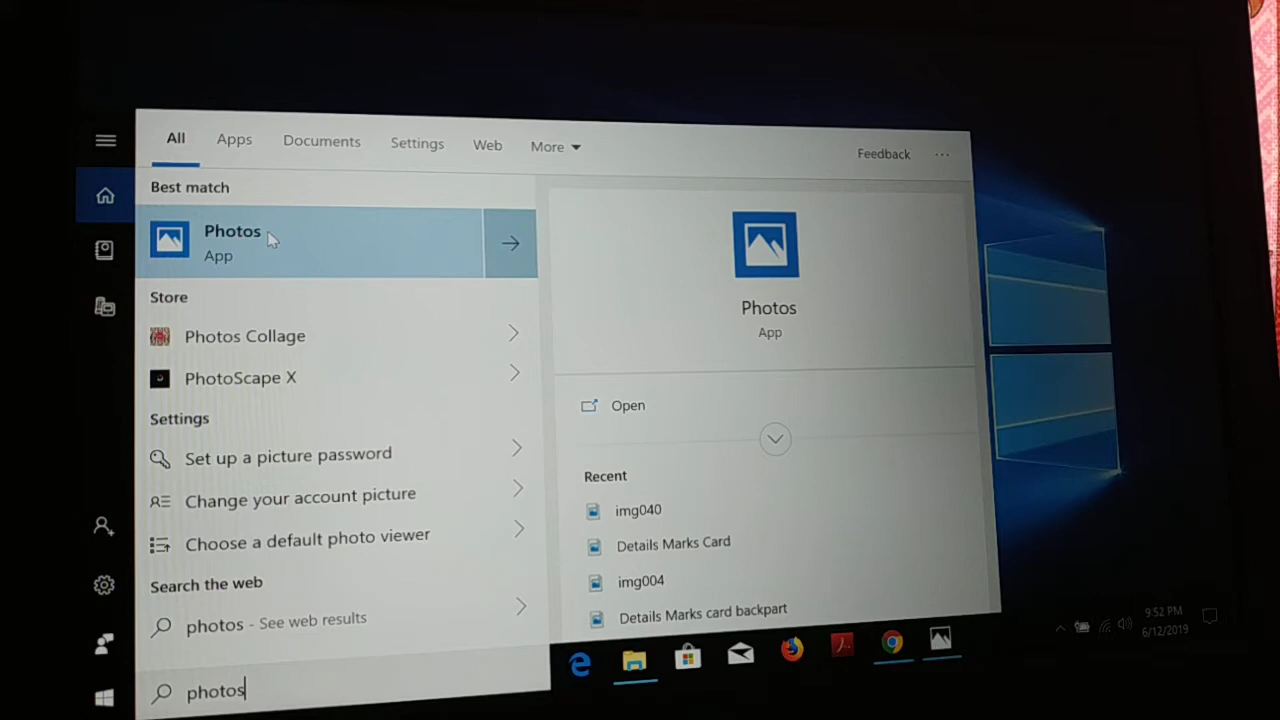 All Apps Documents Settings Web More Feedback ...
Best match
Photos
App
Store
Photos Collage
PhotoScape X
Settings
Set up a picture password
Change your account picture
Choose a default photo viewer
Search the web
photos - See web results
photos
Photos
App
Open
Recent
img040
Details Marks Card
img004
Details Marks card backpart
9:52 PM
6/12/2019